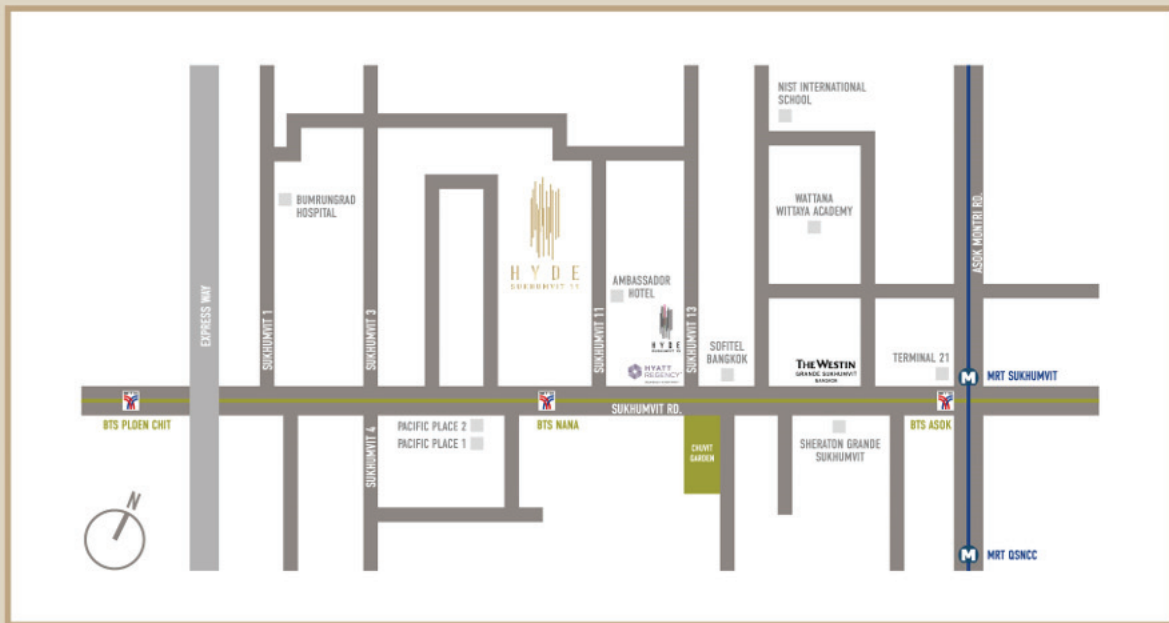 NIST INTERNATIONAL
SCHOOL
BUMRUNGRAD
HOSPITAL
WATTANA
WITTAYA ACADEMY
ASOK MONTRI RD.
HYDE
SUKHUMVIT 11
EXPRESS WAY
SUKHUMVIT 1
SUKHUMVIT 3
SUKHUMVIT 11
AMBASSADOR
HOTEL
HYDE
SUKHUMVIT 13
HYATT
REGENCY
SOFITEL
BANGKOK
THE WESTIN
GRANDE SUKHUMVIT
BANGKOK
TERMINAL 21
M
MRT SUKHUMVIT
SUKHUMVIT RD.
BTS PLOEN CHIT
SUKHUMVIT 4
PACIFIC PLACE 2
PACIFIC PLACE 1
BTS NANA
CHUVIT
GARDEN
SHERATON GRANDE
SUKHUMVIT
BTS ASOK
N
M
MRT QSNCC